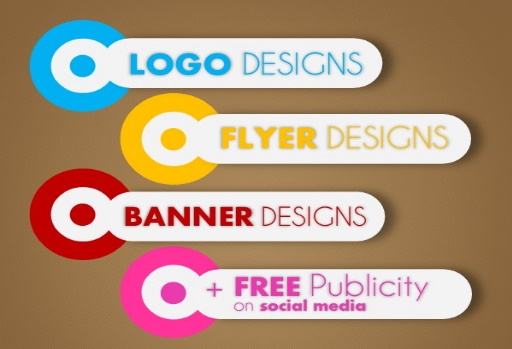 LOGO DESIGNS
FLYER DESIGNS
BANNER DESIGNS
+ FREE Publicity
on social media